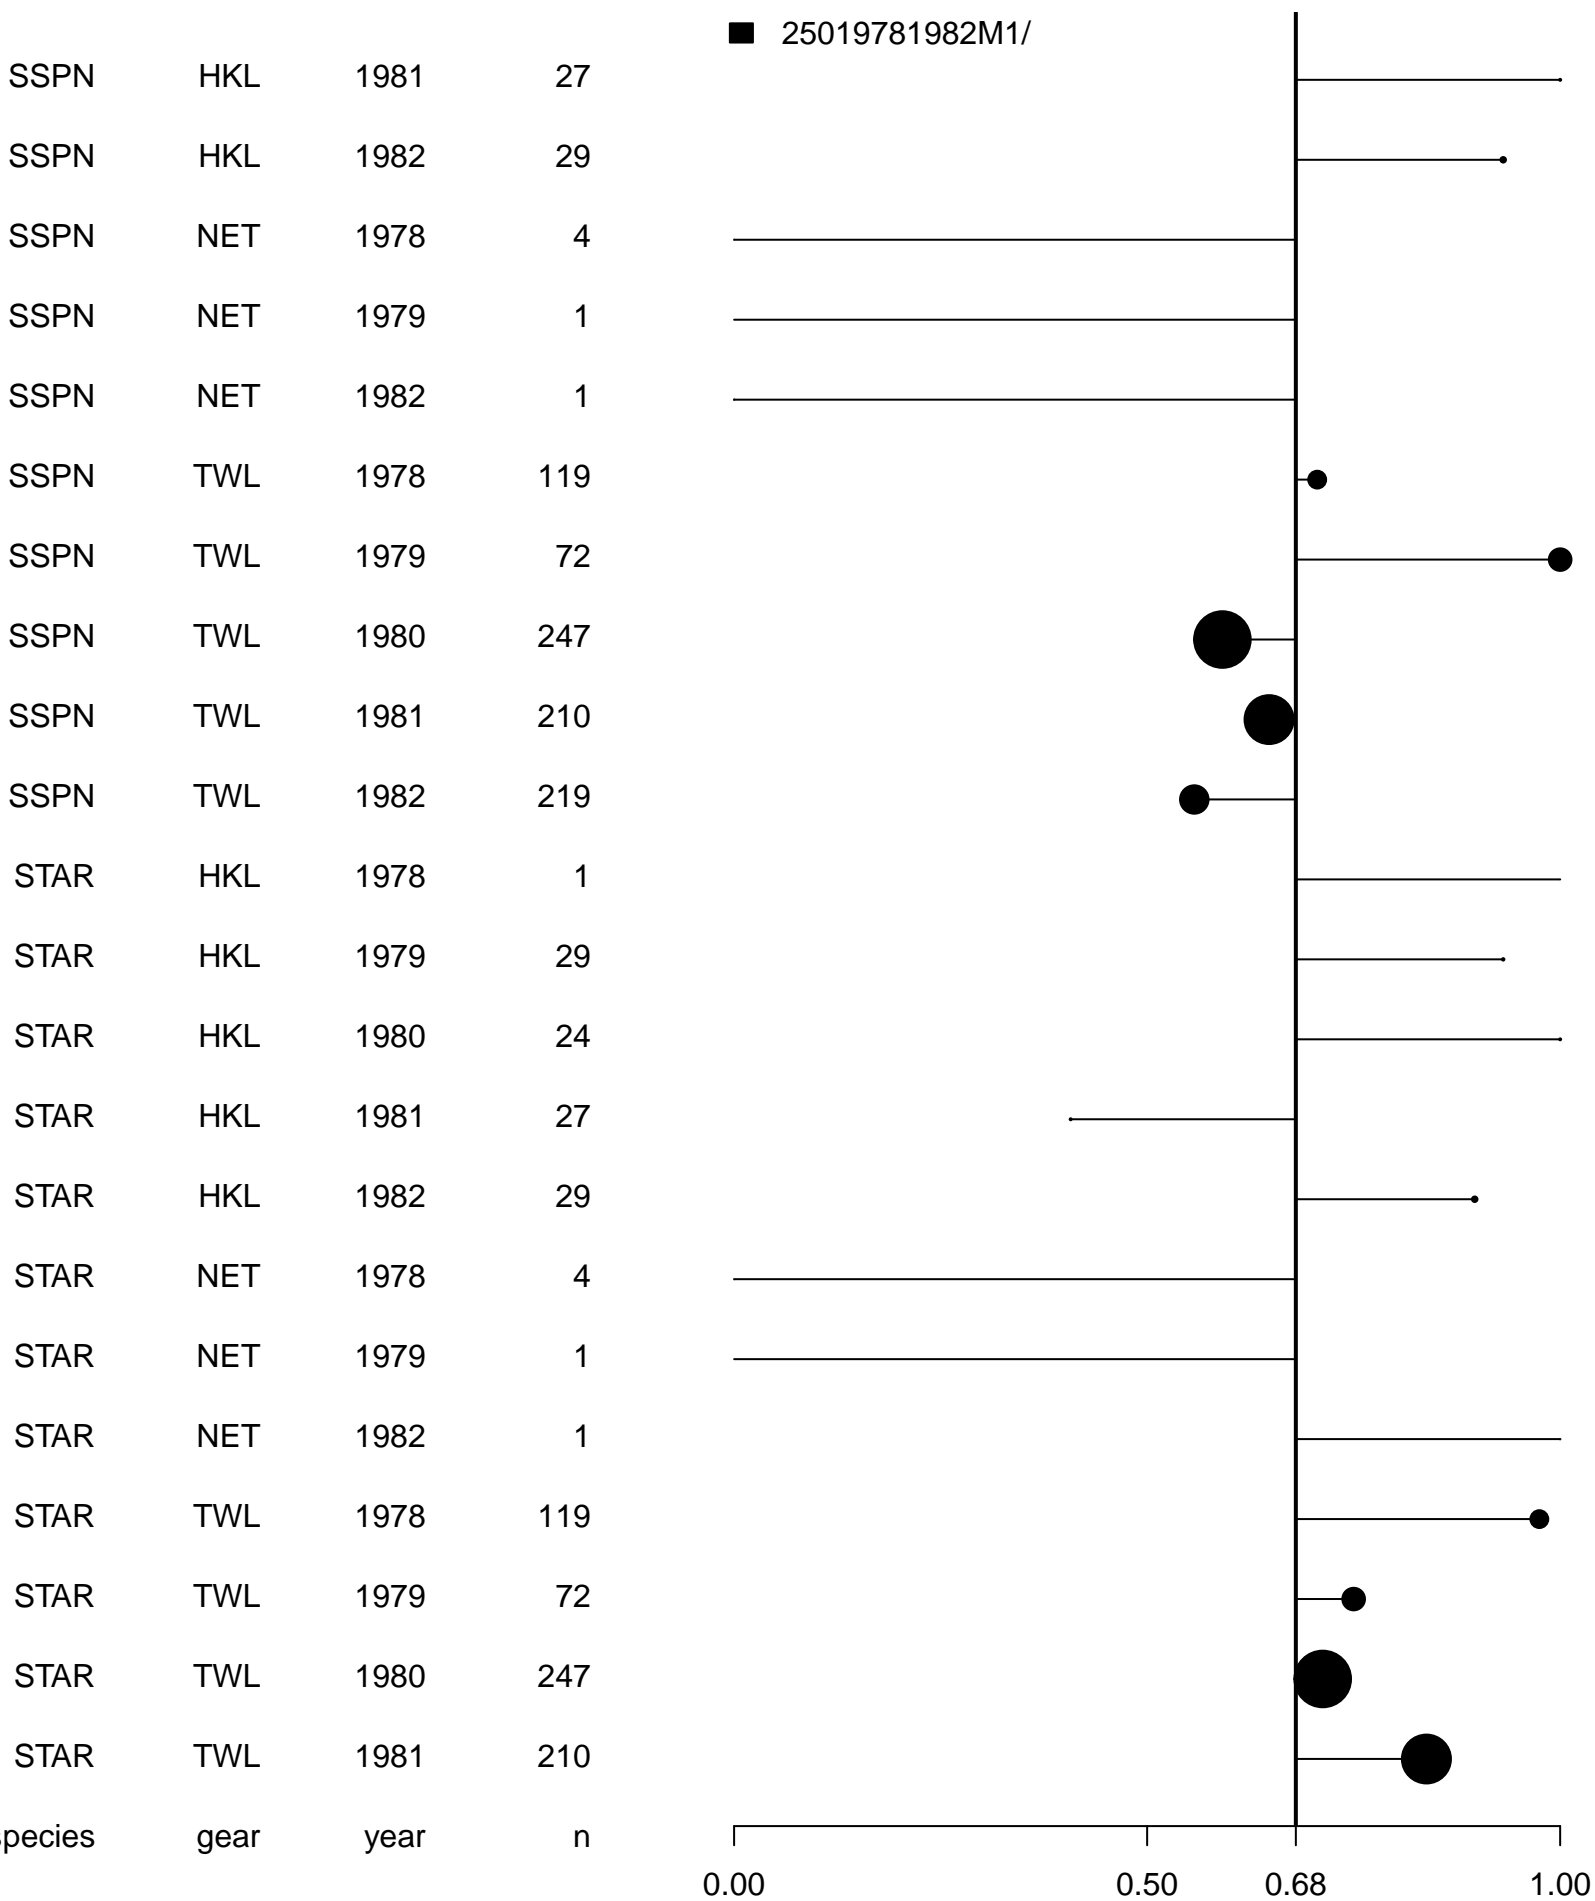 25019781982M1/
SSPN HKL 1981 27
SSPN HKL 1982 29
SSPN NET 1978 4
SSPN NET 1979 1
SSPN NET 1982 1
SSPN TWL 1978 119
SSPN TWL 1979 72
SSPN TWL 1980 247
SSPN TWL 1981 210
SSPN TWL 1982 219
STAR HKL 1978 1
STAR HKL 1979 29
STAR HKL 1980 24
STAR HKL 1981 27
STAR HKL 1982 29
STAR NET 1978 4
STAR NET 1979 1
STAR NET 1982 1
STAR TWL 1978 119
STAR TWL 1979 72
STAR TWL 1980 247
STAR TWL 1981 210
pecies gear year n
0.00 0.50 0.68 1.00